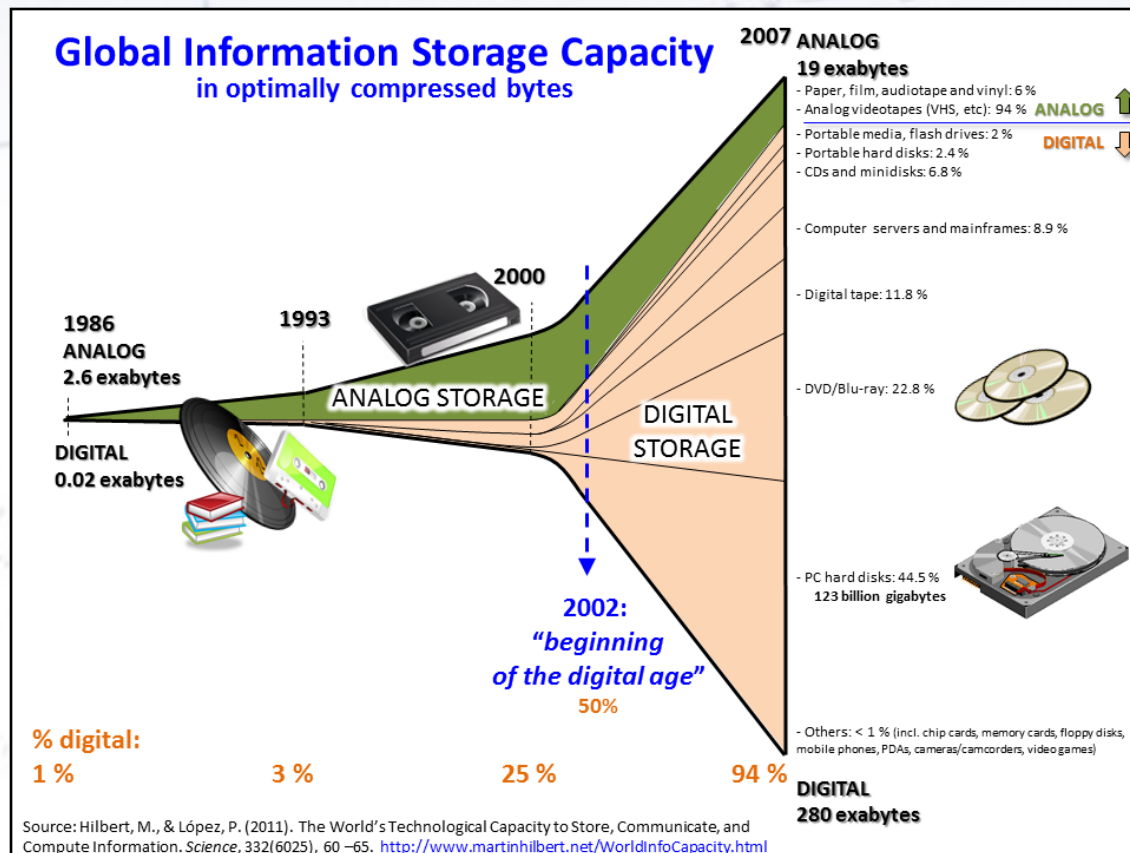 Global Information Storage Capacity
in optimally compressed bytes
2007 ANALOG
19 exabytes
- Paper, film, audiotape and vinyl: 6 %
- Analog videotapes (VHS, etc): 94 %
ANALOG
- Portable media, flash drives: 2 %
DIGITAL
- Portable hard disks: 2.4 %
- CDs and minidisks: 6.8 %
- Computer servers and mainframes: 8.9 %
- Digital tape: 11.8 %
- DVD/Blu-ray: 22.8 %
- PC hard disks: 44.5 %
123 billion gigabytes
- Others: < 1 % (incl. chip cards, memory cards, floppy disks,
mobile phones, PDAs, cameras/camcorders, video games)
DIGITAL
280 exabytes
1986
ANALOG
2.6 exabytes
DIGITAL
0.02 exabytes
1993
2000
ANALOG STORAGE
DIGITAL
STORAGE
2002:
"beginning
of the digital age"
50%
% digital:
1 %
3 %
25 %
94 %
Source: Hilbert, M., & López, P. (2011). The World's Technological Capacity to Store, Communicate, and
Compute Information. Science, 332(6025), 60 –65. http://www.martinhilbert.net/WorldInfoCapacity.html